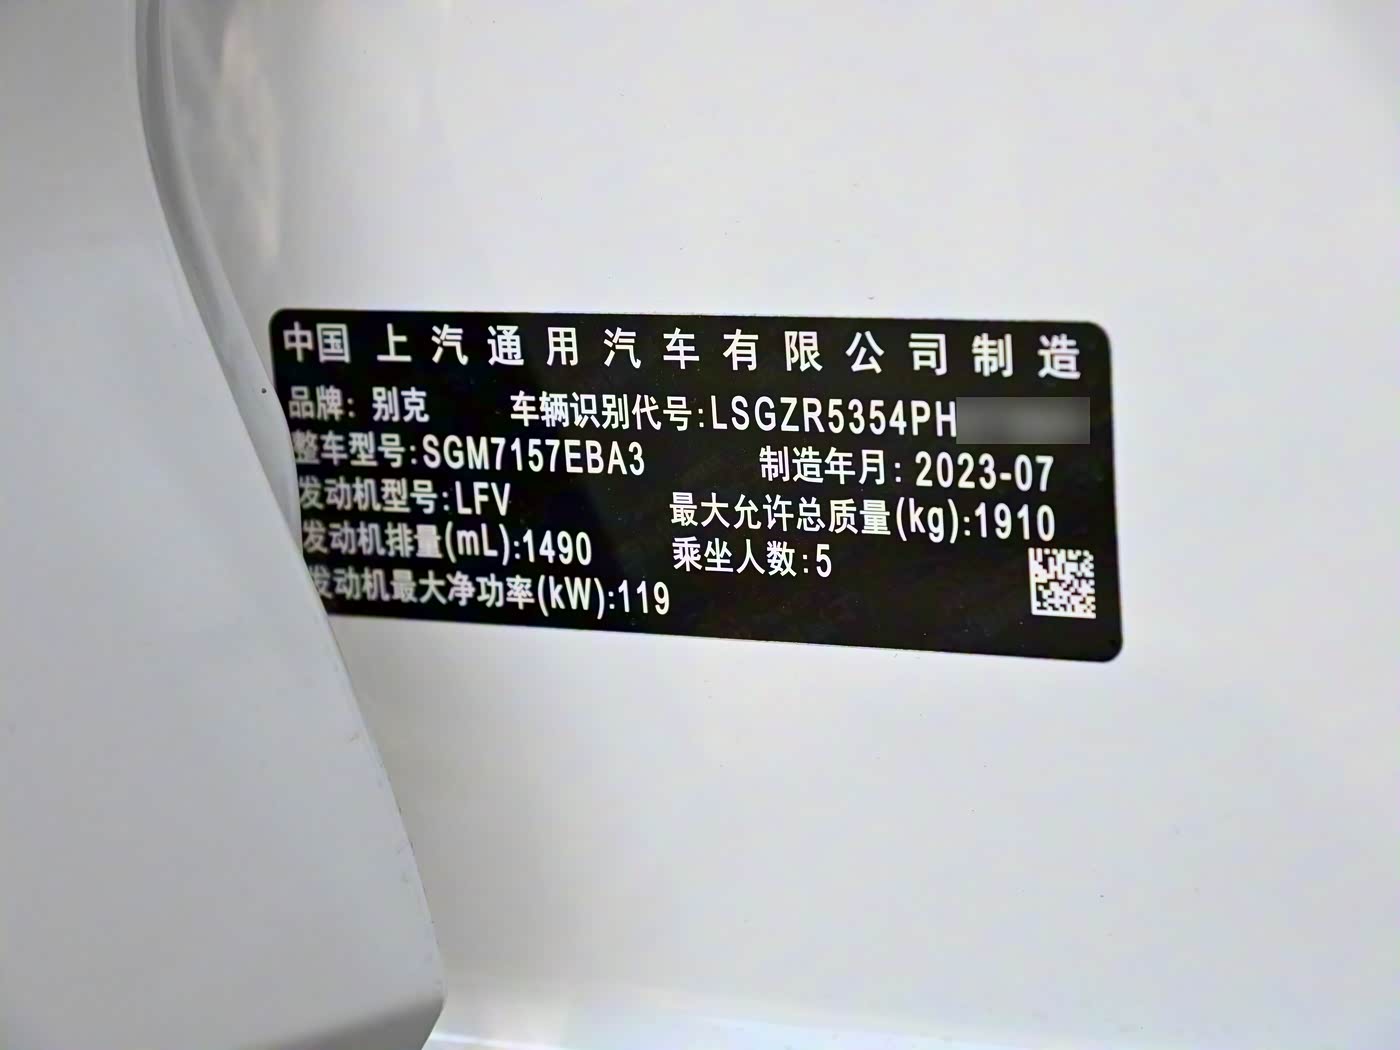 中国 上汽通用汽车有限公司制造
品牌: 别克 车辆识别代号:LSGZR5354PH
整车型号:SGM7157EBA3 制造年月: 2023-07
发动机型号:LFV 最大允许总质量(kg):1910
发动机排量(mL):1490 乘坐人数:5
发动机最大净功率(kW):119